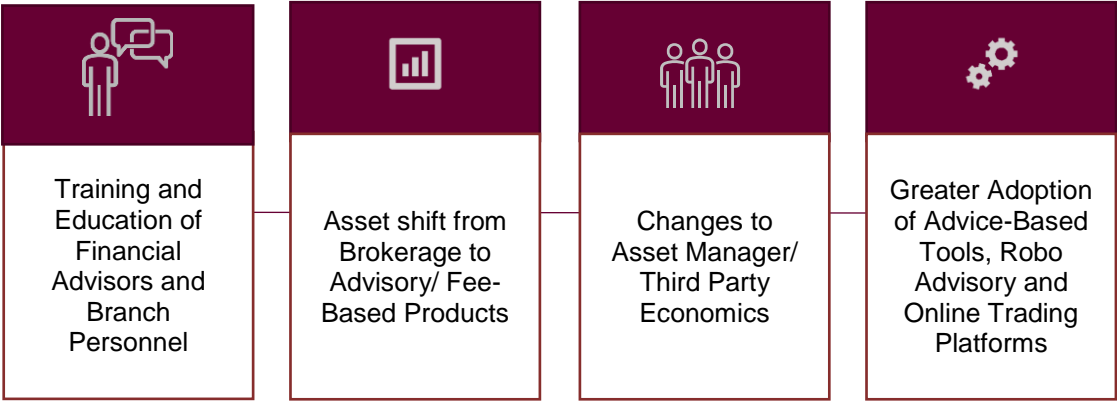 Training and
Education of
Financial
Advisors and
Branch
Personnel
Asset shift from
Brokerage to
Advisory/ Fee-
Based Products
Changes to
Asset Manager/
Third Party
Economics
Greater Adoption
of Advice-Based
Tools, Robo
Advisory and
Online Trading
Platforms